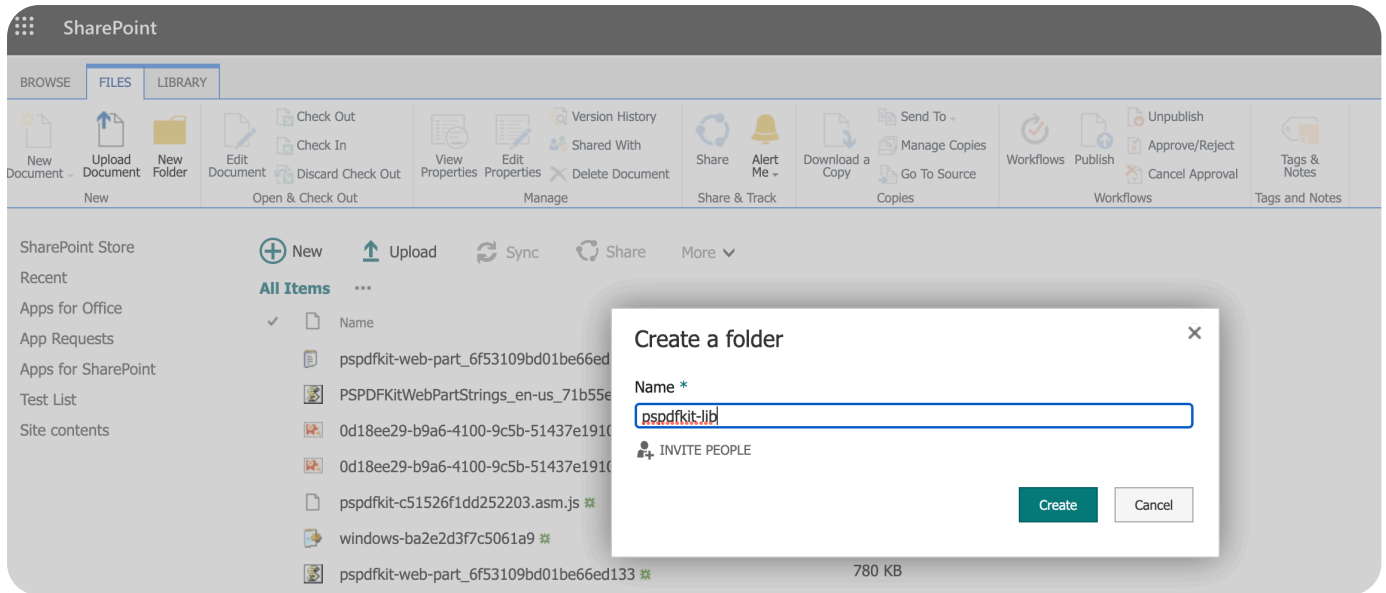 SharePoint
BROWSE FILES LIBRARY
New Document
Upload Document
New Folder
New
Edit Document
Check Out
Check In
Discard Check Out
Open & Check Out
View Properties
Edit Properties
Version History
Shared With
Delete Document
Manage
Share
Alert Me
Share & Track
Download a Copy
Send To
Manage Copies
Go To Source
Copies
Workflows
Publish
Unpublish
Approve/Reject
Cancel Approval
Workflows
Tags & Notes
Tags and Notes
SharePoint Store
Recent
Apps for Office
App Requests
Apps for SharePoint
Test List
Site contents
New Upload Sync Share More
All Items ...
Name
pspdfkit-web-part_6f53109bd01be66ed
PSPDFKitWebPartStrings_en-us_71b55e
0d18ee29-b9a6-4100-9c5b-51437e191
0d18ee29-b9a6-4100-9c5b-51437e191
pspdfkit-c51526f1dd252203.asm.js
windows-ba2e2d3f7c5061a9
pspdfkit-web-part_6f53109bd01be66ed133
780 KB
Create a folder
Name *
pspdfkit-lib
INVITE PEOPLE
Create Cancel